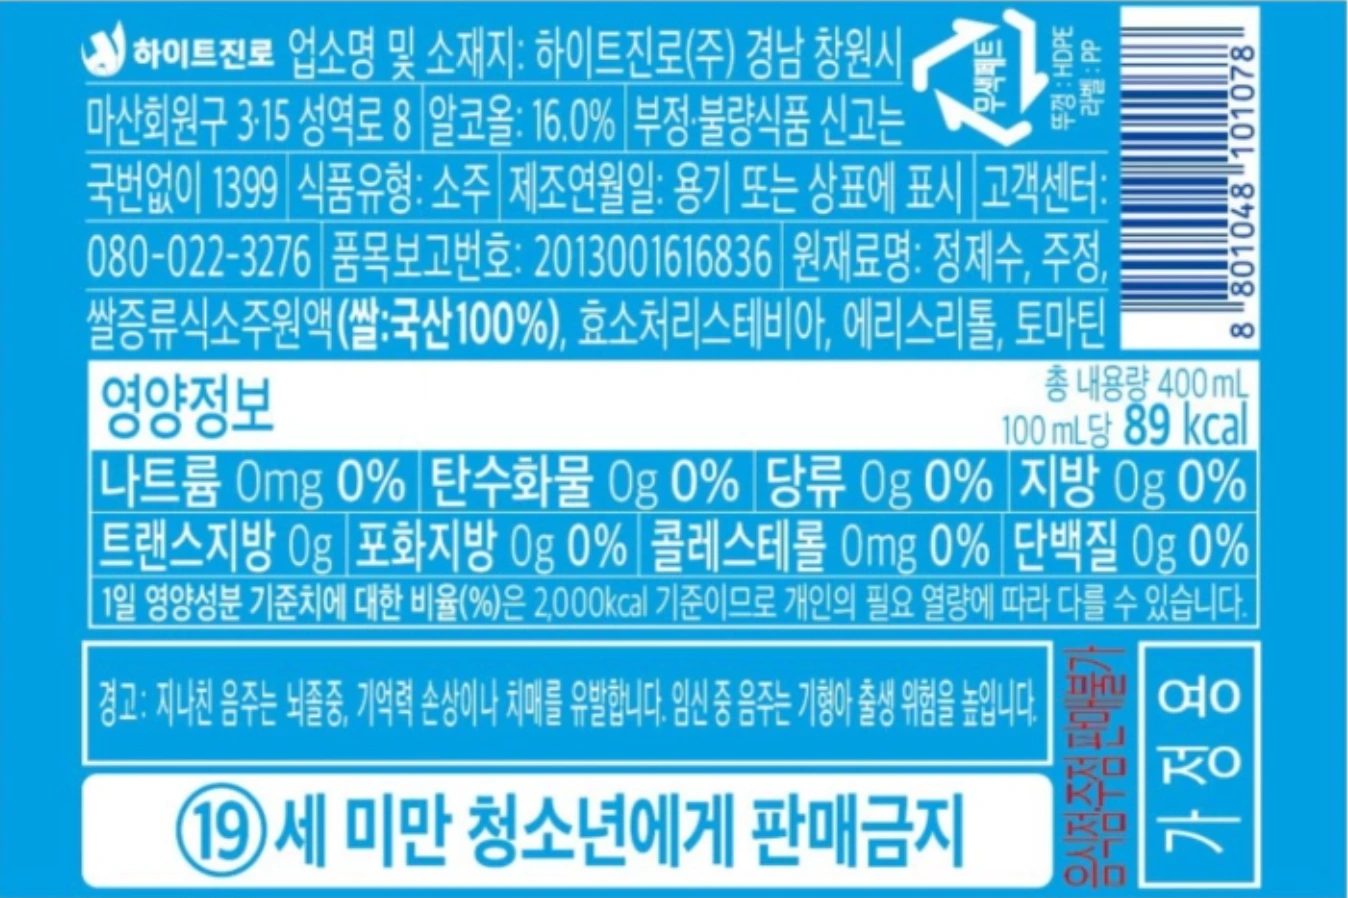 하이트진로 업소명 및 소재지: 하이트진로(주) 경남 창원시
마산회원구 3·15 성역로 8 알코올: 16.0% 부정·불량식품 신고는
국번없이 1399 식품유형: 소주 제조연월일: 용기 또는 상표에 표시 고객센터:
080-022-3276 품목보고번호: 2013001616836 원재료명: 정제수, 주정,
쌀증류식소주원액(쌀:국산100%), 효소처리스테비아, 에리스리톨, 토마틴
무색페트
뚜껑 : HDPE
라벨 : PP
8 801048 101078
영양정보
총 내용량 400 mL
100 mL당 89 kcal
나트륨 0mg 0% 탄수화물 0g 0% 당류 0g 0% 지방 0g 0%
트랜스지방 0g 포화지방 0g 0% 콜레스테롤 0mg 0% 단백질 0g 0%
1일 영양성분 기준치에 대한 비율(%)은 2,000kcal 기준이므로 개인의 필요 열량에 따라 다를 수 있습니다.
경고: 지나친 음주는 뇌졸중, 기억력 손상이나 치매를 유발합니다. 임신 중 음주는 기형아 출생 위험을 높입니다.
19세 미만 청소년에게 판매금지
음식점·주점 판매불가
가정용